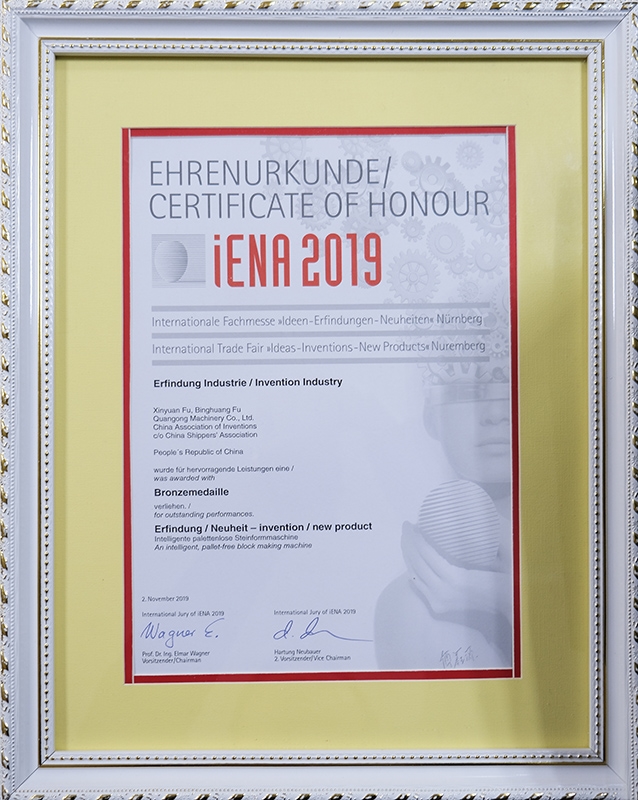 EHRENURKUNDE/
CERTIFICATE OF HONOUR
iENA 2019
Internationale Fachmesse »Ideen-Erfindungen-Neuheiten« Nürnberg
International Trade Fair »Ideas-Inventions-New Products« Nuremberg
Erfindung Industrie / Invention Industry
Xinyuan Fu, Binghuang Fu
Quangong Machinery Co., Ltd.
China Association of Inventions
c/o China Shippers' Association
People´s Republic of China
wurde für hervorragende Leistungen eine /
was awarded with
Bronzemedaille
verliehen. /
for outstanding performances.
Erfindung / Neuheit – invention / new product
Intelligente palettenlose Steinformmaschine
An intelligent, pallet-free block making machine
2. November 2019
International Jury of iENA 2019
Wagner E.
Prof. Dr. Ing. Elmar Wagner
Vorsitzender/Chairman
International Jury of iENA 2019
Hartung Neubauer
2. Vorsitzender/Vice Chairman